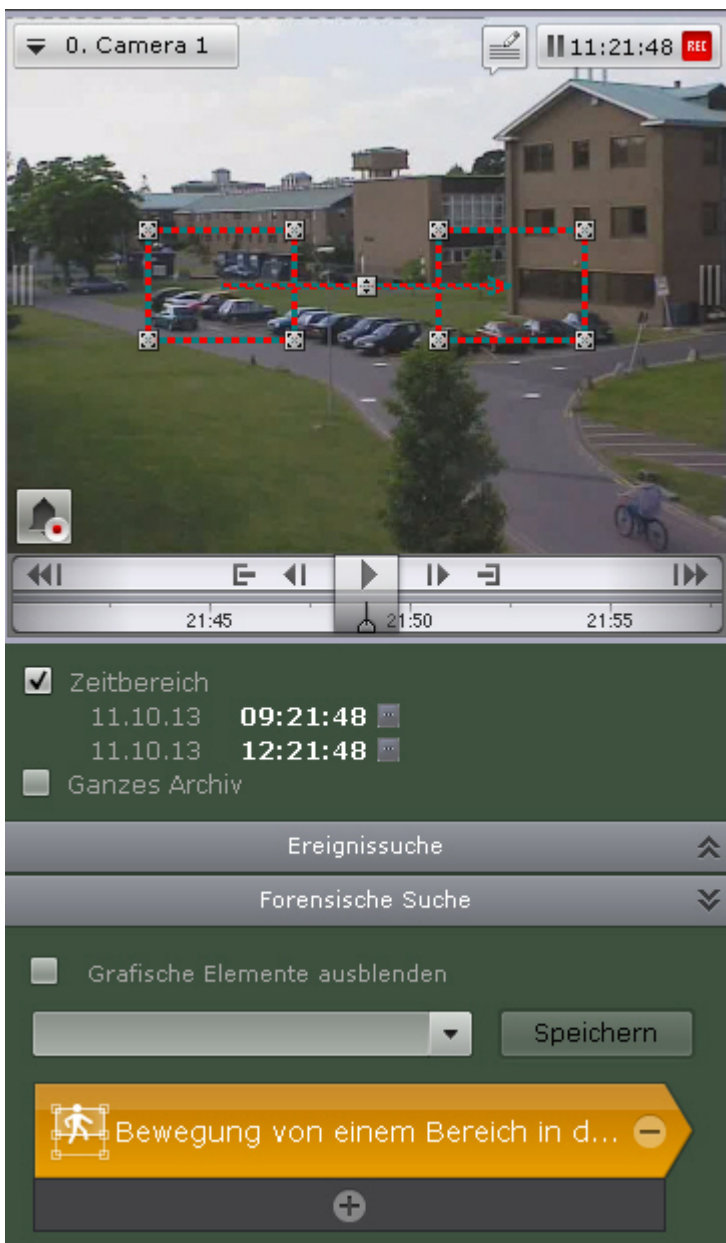 0. Camera 1
11:21:48 REC
21:45 21:50 21:55
Zeitbereich
11.10.13 09:21:48
11.10.13 12:21:48
Ganzes Archiv
Ereignissuche
Forensische Suche
Grafische Elemente ausblenden
Speichern
Bewegung von einem Bereich in d...